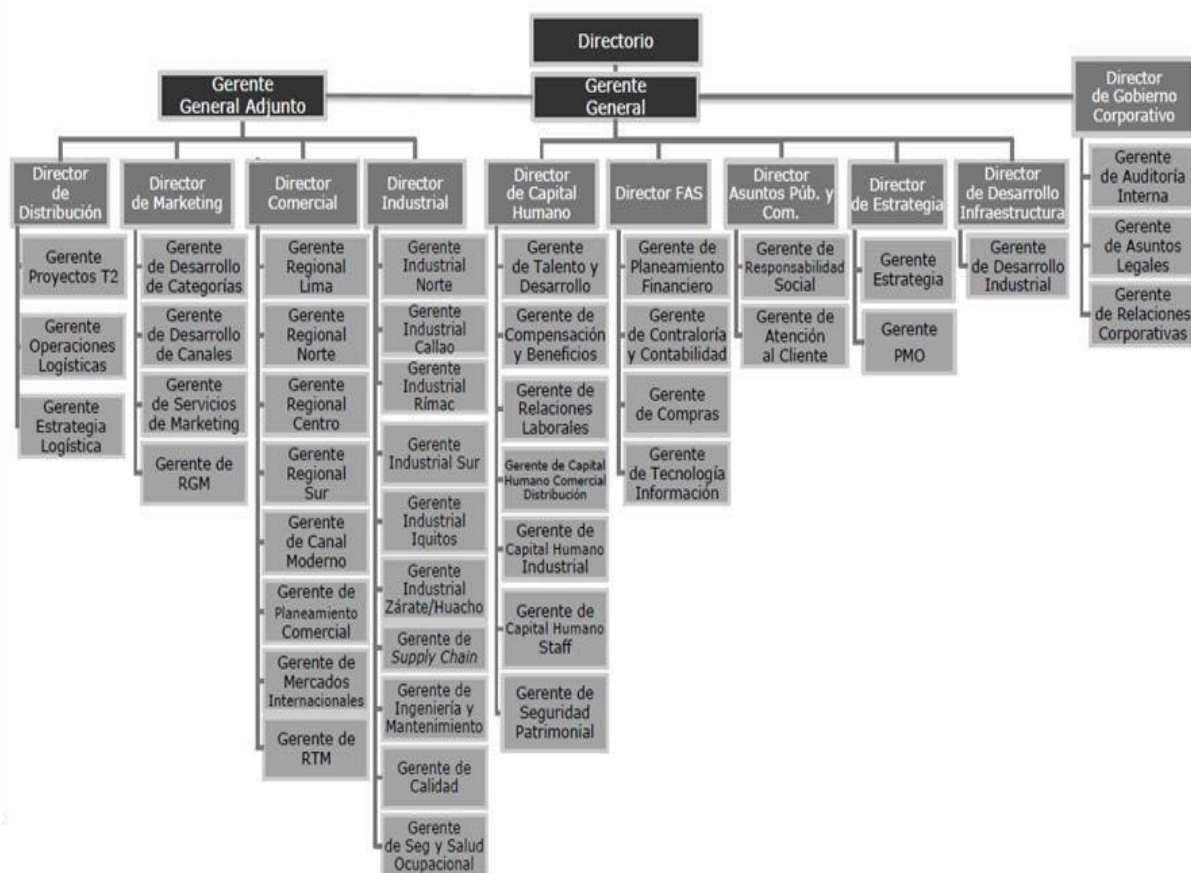 Directorio
Gerente
General Adjunto
Gerente
General
Director
de Gobierno
Corporativo
Gerente
de Auditoría
Interna
Gerente
de Asuntos
Legales
Gerente
de Relaciones
Corporativas
Director
de
Distribución
Gerente
Proyectos T2
Gerente
Operaciones
Logísticas
Gerente
Estrategia
Logística
Director
de Marketing
Gerente
de Desarrollo
de Categorías
Gerente
de Desarrollo
de Canales
Gerente
de Servicios
de Marketing
Gerente de
RGM
Director
Comercial
Gerente
Regional
Lima
Gerente
Regional
Norte
Gerente
Regional
Centro
Gerente
Regional
Sur
Gerente
de Canal
Moderno
Gerente de
Planeamiento
Comercial
Gerente de
Mercados
Internacionales
Gerente de
RTM
Director
Industrial
Gerente
Industrial
Norte
Gerente
Industrial
Callao
Gerente
Industrial
Rímac
Gerente
Industrial Sur
Gerente
Industrial
Iquitos
Gerente
Industrial
Zárate/Huacho
Gerente de
Supply Chain
Gerente de
Ingeniería y
Mantenimiento
Gerente de
Calidad
Gerente
de Seg y Salud
Ocupacional
Director
de Capital
Humano
Gerente
de Talento y
Desarrollo
Gerente de
Compensación
y Beneficios
Gerente de
Relaciones
Laborales
Gerente de Capital
Humano Comercial
Distribución
Gerente de
Capital Humano
Industrial
Gerente de
Capital Humano
Staff
Gerente de
Seguridad
Patrimonial
Director FAS
Gerente de
Planeamiento
Financiero
Gerente
de Contraloría
y Contabilidad
Gerente
de Compras
Gerente
de Tecnología
Información
Director
Asuntos Púb. y
Com.
Gerente de
Responsabilidad
Social
Gerente de
Atención
al Cliente
Director
de Estrategia
Gerente
Estrategia
Gerente
PMO
Director
de Desarrollo
Infraestructura
Gerente
de Desarrollo
Industrial